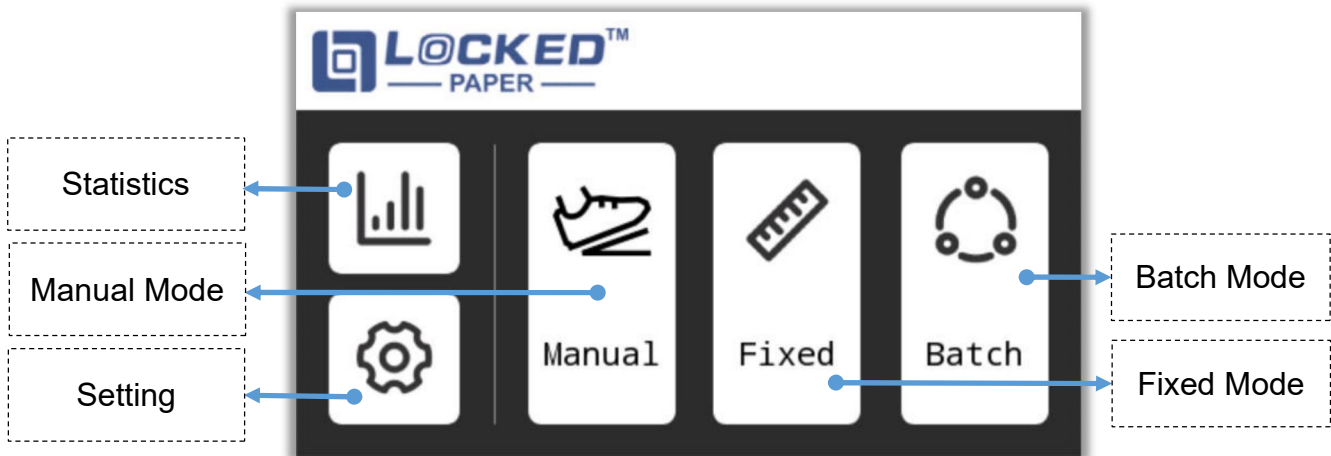 LOCKED™
PAPER
Statistics
Manual Mode
Setting
Manual
Fixed
Batch
Batch Mode
Fixed Mode